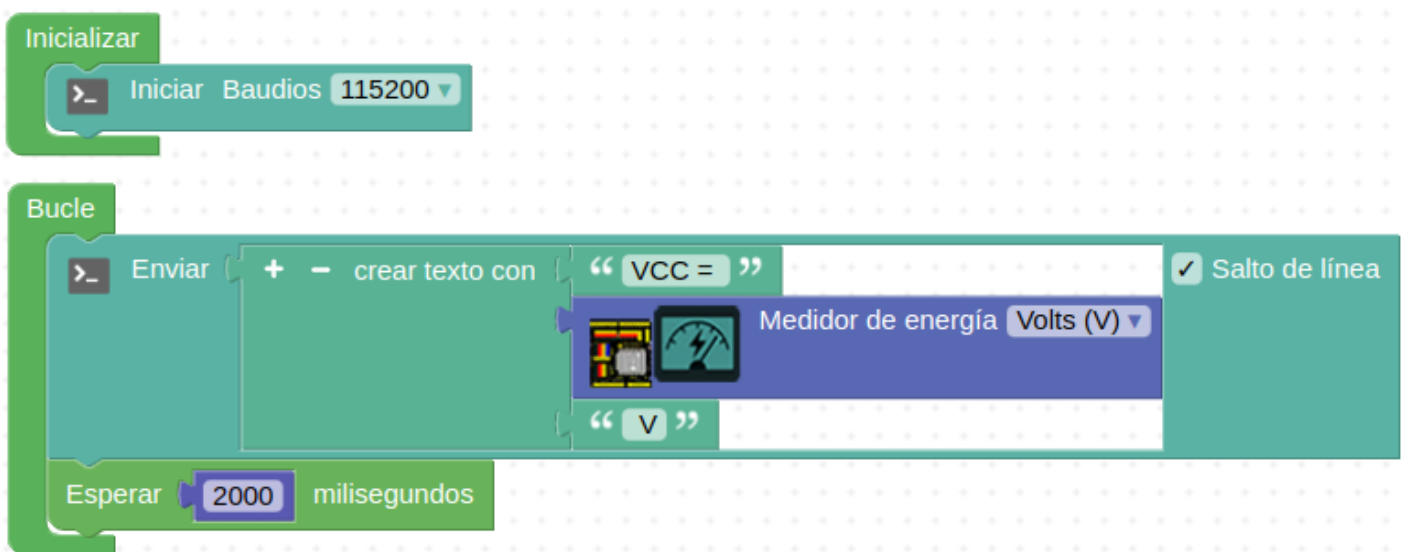 Inicializar
Iniciar Baudios 115200
Bucle
Enviar + - crear texto con “ VCC = ” ✓ Salto de línea
Medidor de energía Volts (V)
“ V ”
Esperar 2000 milisegundos